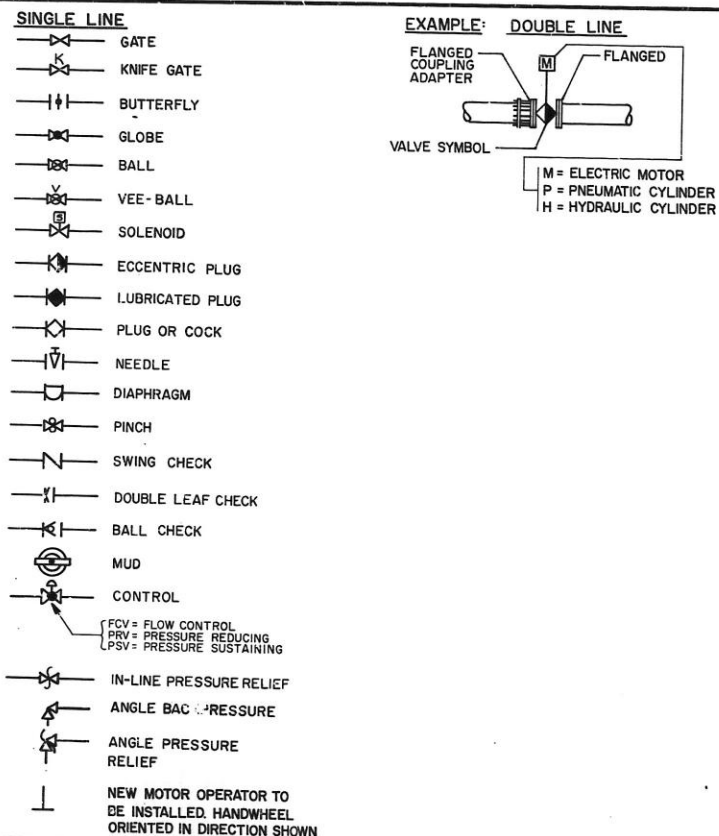 SINGLE LINE
GATE
K
KNIFE GATE
BUTTERFLY
GLOBE
BALL
V
VEE-BALL
S
SOLENOID
ECCENTRIC PLUG
LUBRICATED PLUG
PLUG OR COCK
NEEDLE
DIAPHRAGM
PINCH
SWING CHECK
DOUBLE LEAF CHECK
BALL CHECK
MUD
CONTROL
FCV = FLOW CONTROL
PRV = PRESSURE REDUCING
PSV = PRESSURE SUSTAINING
IN-LINE PRESSURE RELIEF
ANGLE PRESSURE
ANGLE PRESSURE
RELIEF
NEW MOTOR OPERATOR TO
BE INSTALLED. HANDWHEEL
ORIENTED IN DIRECTION SHOWN
EXAMPLE: DOUBLE LINE
FLANGED
COUPLING
ADAPTER
M
FLANGED
VALVE SYMBOL
M = ELECTRIC MOTOR
P = PNEUMATIC CYLINDER
H = HYDRAULIC CYLINDER